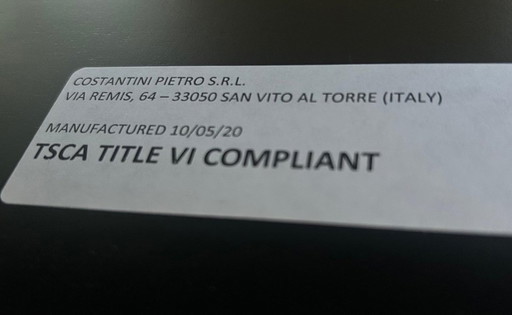 COSTANTINI PIETRO S.R.L.
VIA REMIS, 64 – 33050 SAN VITO AL TORRE (ITALY)
MANUFACTURED 10/05/20
TSCA TITLE VI COMPLIANT